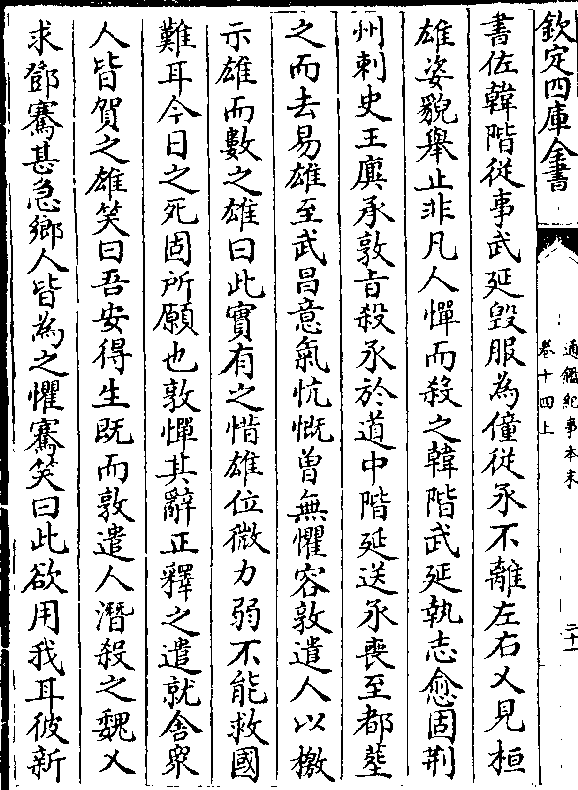 欽定四庫全書
通鑑紀事本末
卷十四上
二十一
書佐韓階從事武延毀服為僮從承不離左右乂見桓
雄姿貌舉止非凡人憚而殺之韓階武延執志愈固荆
州刺史王廙承敦旨殺承於道中階延送承喪至都塟
之而去易雄至武昌意氣忼慨曽無懼容敦遣人以檄
示雄而數之雄曰此實有之惜雄位微力弱不能救國
難耳今日之死固所願也敦憚其辭正釋之遣就舍衆
人皆賀之雄笑曰吾安得生既而敦遣人潛殺之魏乂
求鄧騫甚急鄉人皆為之懼騫笑曰此欲用我耳彼新